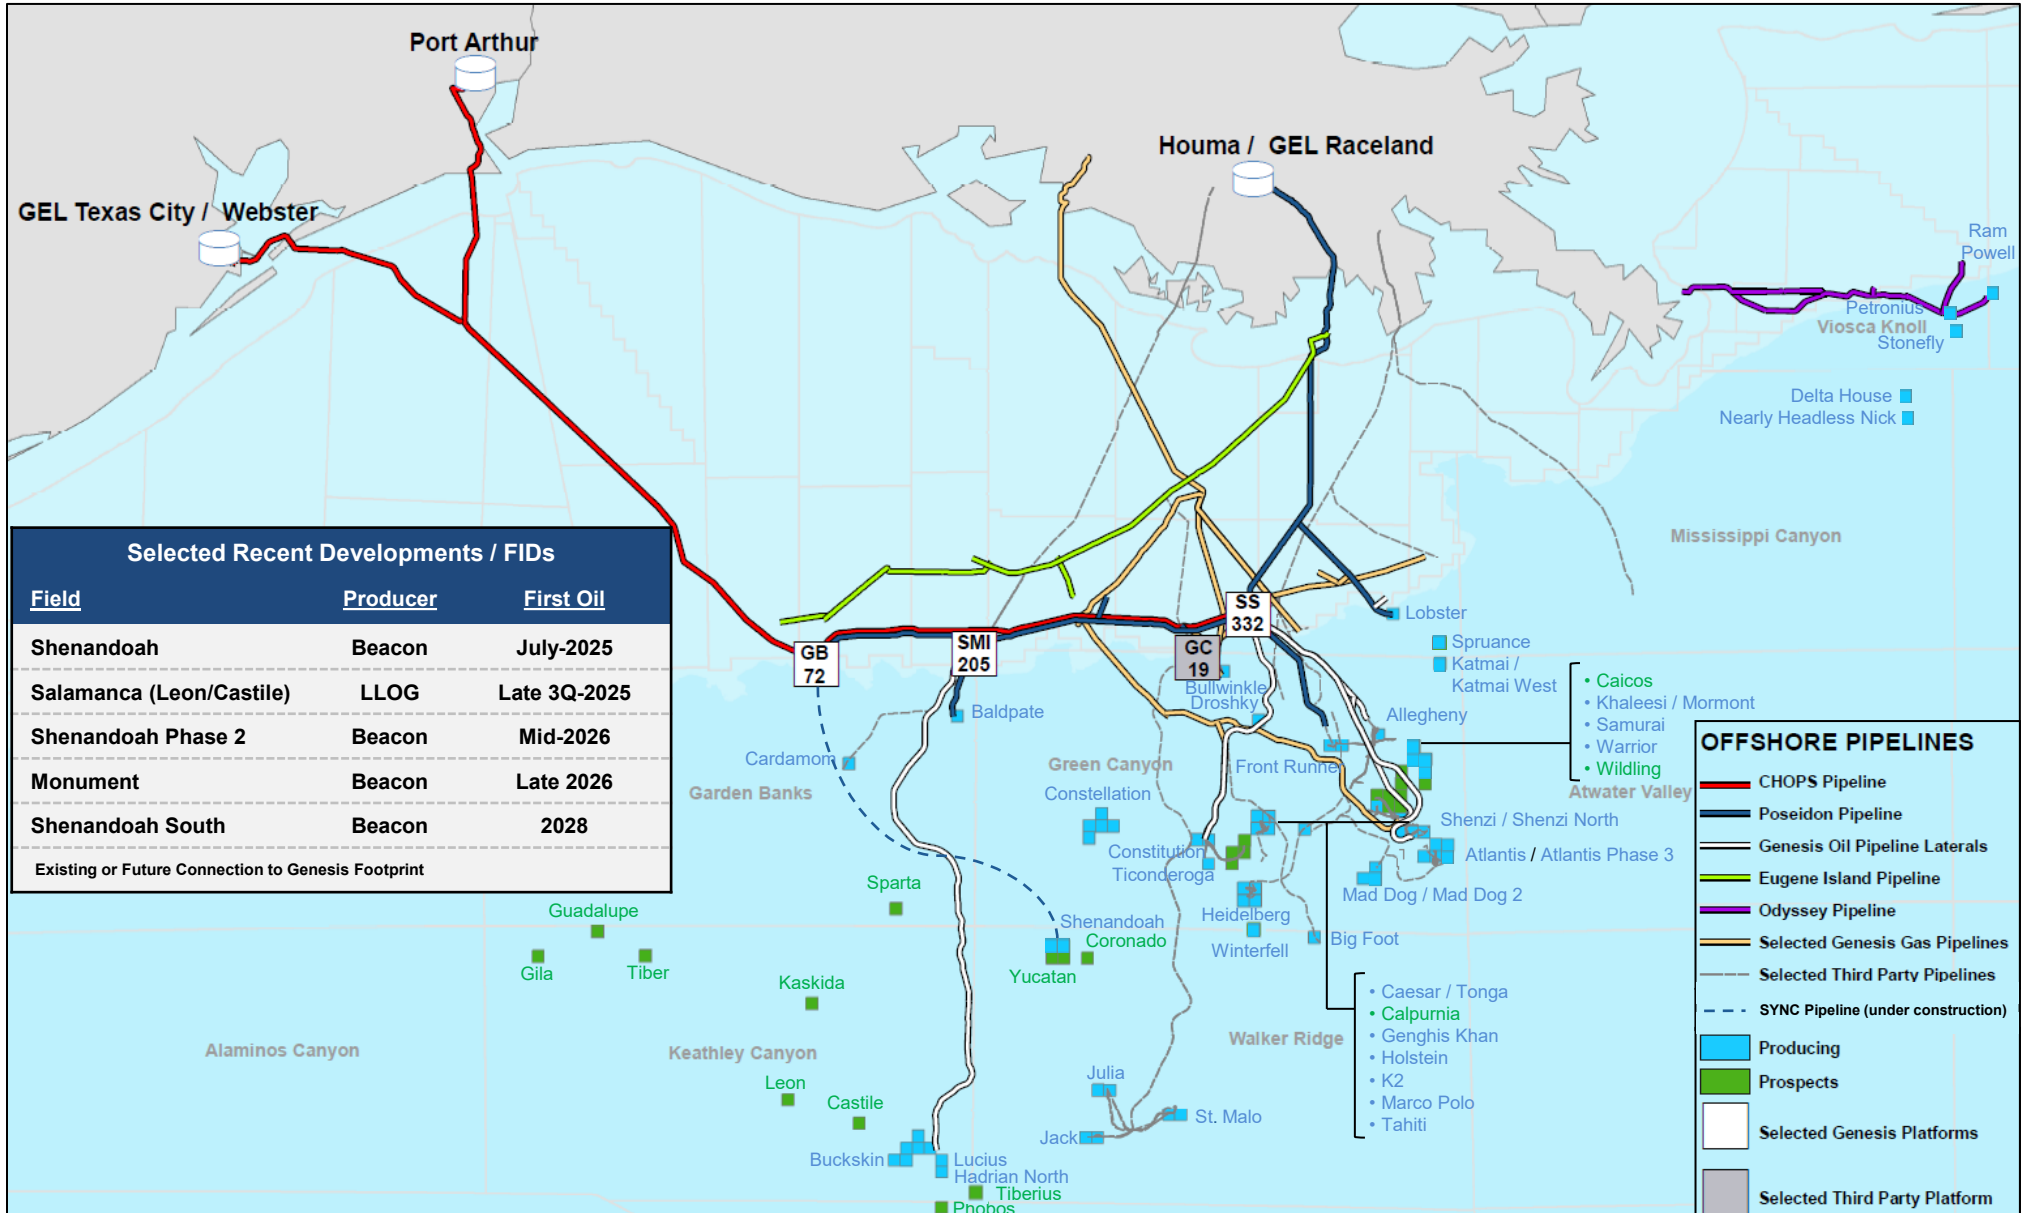 Port Arthur
Houma / GEL Raceland
GEL Texas City / Webster
Ram
Powell
Petronius
Viosca Knoll
Stonefly
Delta House
Nearly Headless Nick
Mississippi Canyon
Selected Recent Developments / FIDs
Field Producer First Oil
Shenandoah Beacon July-2025
Salamanca (Leon/Castile) LLOG Late 3Q-2025
Shenandoah Phase 2 Beacon Mid-2026
Monument Beacon Late 2026
Shenandoah South Beacon 2028
Existing or Future Connection to Genesis Footprint
GB
72
SMI
205
GC
19
SS
332
Lobster
Spruance
Katmai /
Katmai West
Bullwinkle
Droshky
Baldpate
Cardamom
Allegheny
• Caicos
• Khaleesi / Mormont
• Samurai
• Warrior
• Wildling
Garden Banks
Green Canyon
Front Runner
Atwater Valley
Constellation
Shenzi / Shenzi North
Constitution
Ticonderoga
Atlantis / Atlantis Phase 3
Mad Dog / Mad Dog 2
Sparta
Guadalupe
Shenandoah
Heidelberg
Coronado
Winterfell
Big Foot
Gila
Tiber
Yucatan
Kaskida
• Caesar / Tonga
• Calpurnia
• Genghis Khan
• Holstein
• K2
• Marco Polo
• Tahiti
Walker Ridge
Alaminos Canyon
Keathley Canyon
Leon
Castile
Julia
St. Malo
Jack
Buckskin
Lucius
Hadrian North
Tiberius
Phobos
OFFSHORE PIPELINES
CHOPS Pipeline
Poseidon Pipeline
Genesis Oil Pipeline Laterals
Eugene Island Pipeline
Odyssey Pipeline
Selected Genesis Gas Pipelines
Selected Third Party Pipelines
SYNC Pipeline (under construction)
Producing
Prospects
Selected Genesis Platforms
Selected Third Party Platform